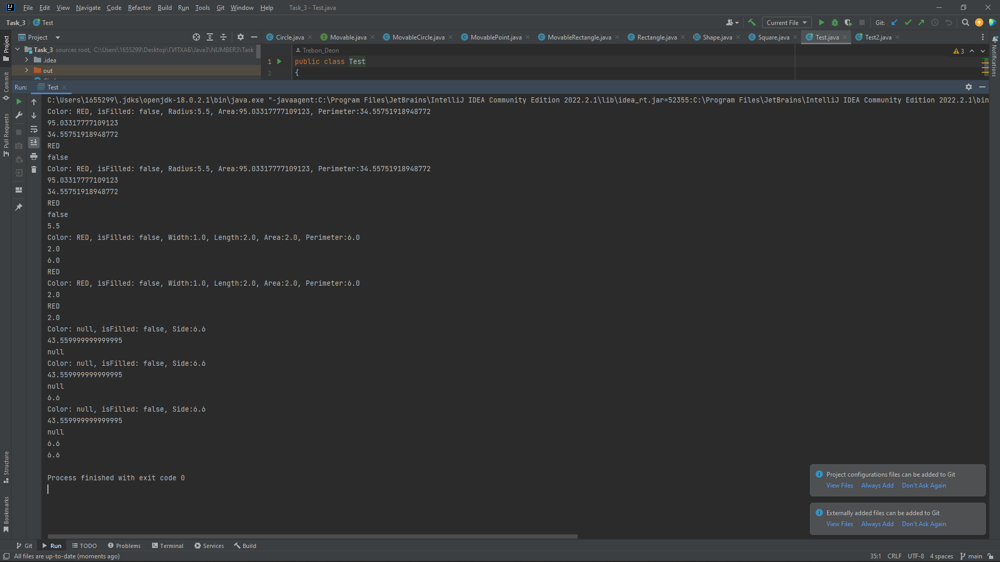 File Edit View Navigate Code Refactor Build Run Tools Git Window Help Task_3 - Test.java
Task_3 Test Current File Git:
Project Circle.java Movable.java MovableCircle.java MovablePoint.java MovableRectangle.java Rectangle.java Shape.java Square.java Test.java Test2.java
Task_3 sources root, C:\Users\1655299\Desktop\ГИТХАБ\Java3\NUMBER3\Task
.idea
out
Trebon_Deon
3
1 public class Test
2 {
Run: Test
C:\Users\1655299\.jdks\openjdk-18.0.2.1\bin\java.exe "-javaagent:C:\Program Files\JetBrains\IntelliJ IDEA Community Edition 2022.2.1\lib\idea_rt.jar=52355:C:\Program Files\JetBrains\IntelliJ IDEA Community Edition 2022.2.1\bin
Color: RED, isFilled: false, Radius:5.5, Area:95.03317777109123, Perimeter:34.55751918948772
95.03317777109123
34.55751918948772
RED
false
Color: RED, isFilled: false, Radius:5.5, Area:95.03317777109123, Perimeter:34.55751918948772
95.03317777109123
34.55751918948772
RED
false
5.5
Color: RED, isFilled: false, Width:1.0, Length:2.0, Area:2.0, Perimeter:6.0
2.0
6.0
RED
Color: RED, isFilled: false, Width:1.0, Length:2.0, Area:2.0, Perimeter:6.0
2.0
RED
2.0
Color: null, isFilled: false, Side:6.6
43.559999999999995
null
Color: null, isFilled: false, Side:6.6
43.559999999999995
null
6.6
Color: null, isFilled: false, Side:6.6
43.559999999999995
null
6.6
6.6
Process finished with exit code 0
Project
Commit
Pull Requests
Structure
Bookmarks
Notifications
Project configurations files can be added to Git
View Files Always Add Don't Ask Again
Externally added files can be added to Git
View Files Always Add Don't Ask Again
Git Run TODO Problems Terminal Services Build
All files are up-to-date (moments ago) 35:1 CRLF UTF-8 4 spaces main